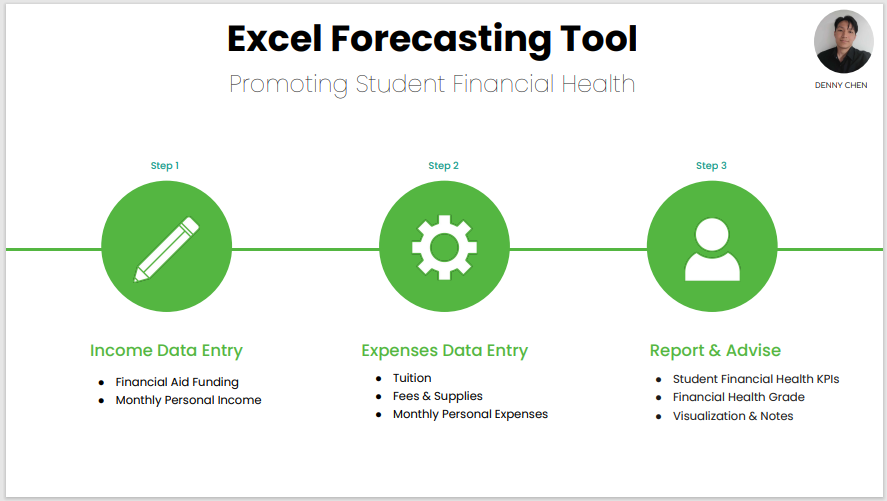 Excel Forecasting Tool
Promoting Student Financial Health
DENNY CHEN
Step 1
Step 2
Step 3
Income Data Entry
● Financial Aid Funding
● Monthly Personal Income
Expenses Data Entry
● Tuition
● Fees & Supplies
● Monthly Personal Expenses
Report & Advise
● Student Financial Health KPIs
● Financial Health Grade
● Visualization & Notes